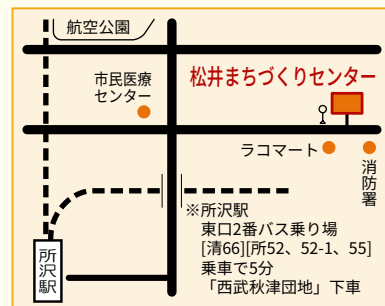 航空公園
松井まちづくりセンター
市民医療
センター
ラコマート
消防署
所沢駅
※所沢駅
東口2番バス乗り場
[清66][所52、52-1、55]
乗車で5分
「西武秋津団地」下車